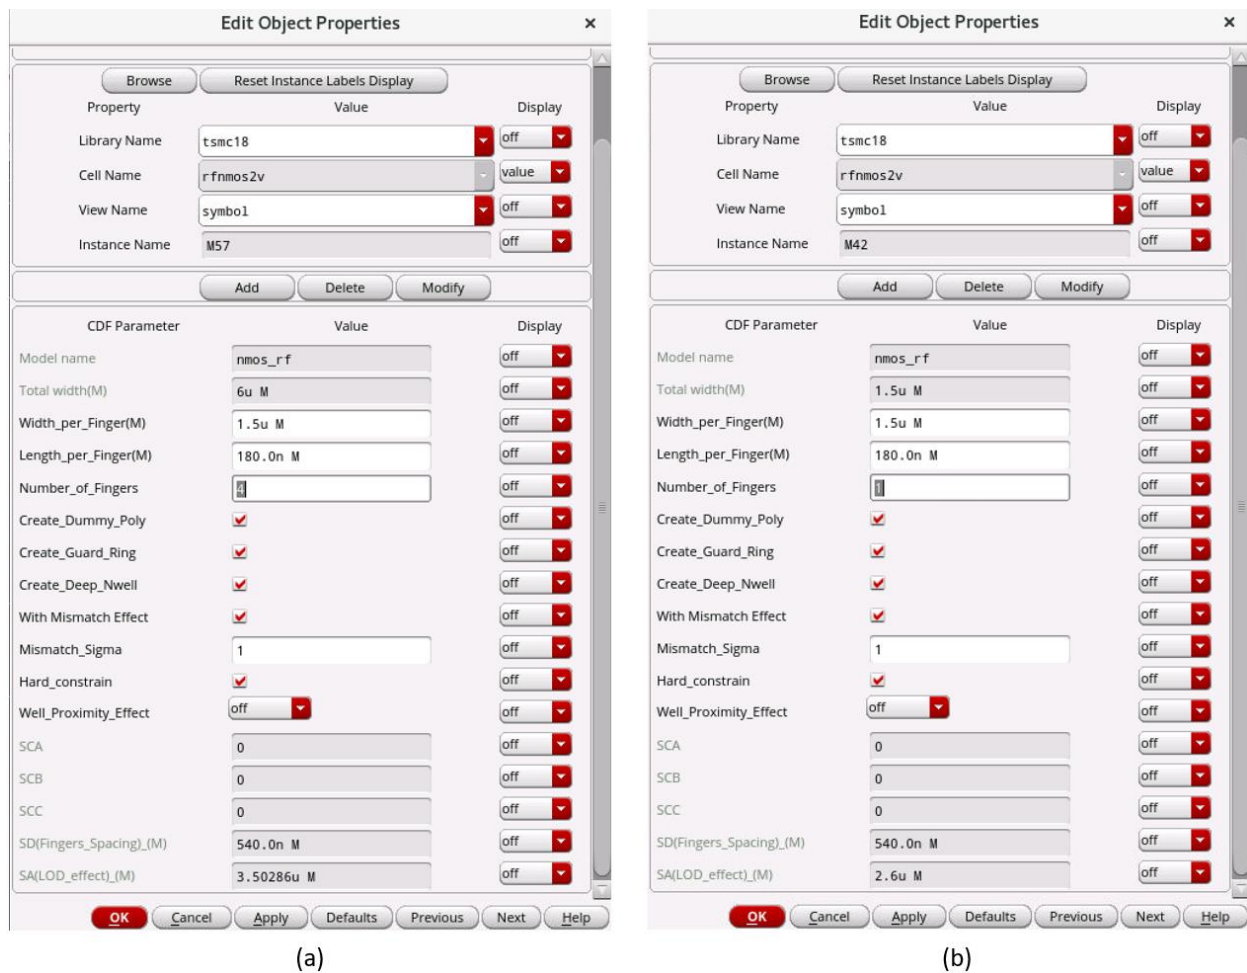 Edit Object Properties ×
Browse Reset Instance Labels Display
Property Value Display
Library Name tsmc18 off
Cell Name rfnmos2v value
View Name symbol off
Instance Name M57 off
Add Delete Modify
CDF Parameter Value Display
Model name nmos_rf off
Total width(M) 6u M off
Width_per_Finger(M) 1.5u M off
Length_per_Finger(M) 180.0n M off
Number_of_Fingers 4 off
Create_Dummy_Poly off
Create_Guard_Ring off
Create_Deep_Nwell off
With Mismatch Effect off
Mismatch_Sigma 1 off
Hard_constrain off
Well_Proximity_Effect off off
SCA 0 off
SCB 0 off
SCC 0 off
SD(Fingers_Spacing)_(M) 540.0n M off
SA(LOD_effect)_(M) 3.50286u M off
OK Cancel Apply Defaults Previous Next Help
(a)
Edit Object Properties ×
Browse Reset Instance Labels Display
Property Value Display
Library Name tsmc18 off
Cell Name rfnmos2v value
View Name symbol off
Instance Name M42 off
Add Delete Modify
CDF Parameter Value Display
Model name nmos_rf off
Total width(M) 1.5u M off
Width_per_Finger(M) 1.5u M off
Length_per_Finger(M) 180.0n M off
Number_of_Fingers 1 off
Create_Dummy_Poly off
Create_Guard_Ring off
Create_Deep_Nwell off
With Mismatch Effect off
Mismatch_Sigma 1 off
Hard_constrain off
Well_Proximity_Effect off off
SCA 0 off
SCB 0 off
SCC 0 off
SD(Fingers_Spacing)_(M) 540.0n M off
SA(LOD_effect)_(M) 2.6u M off
OK Cancel Apply Defaults Previous Next Help
(b)